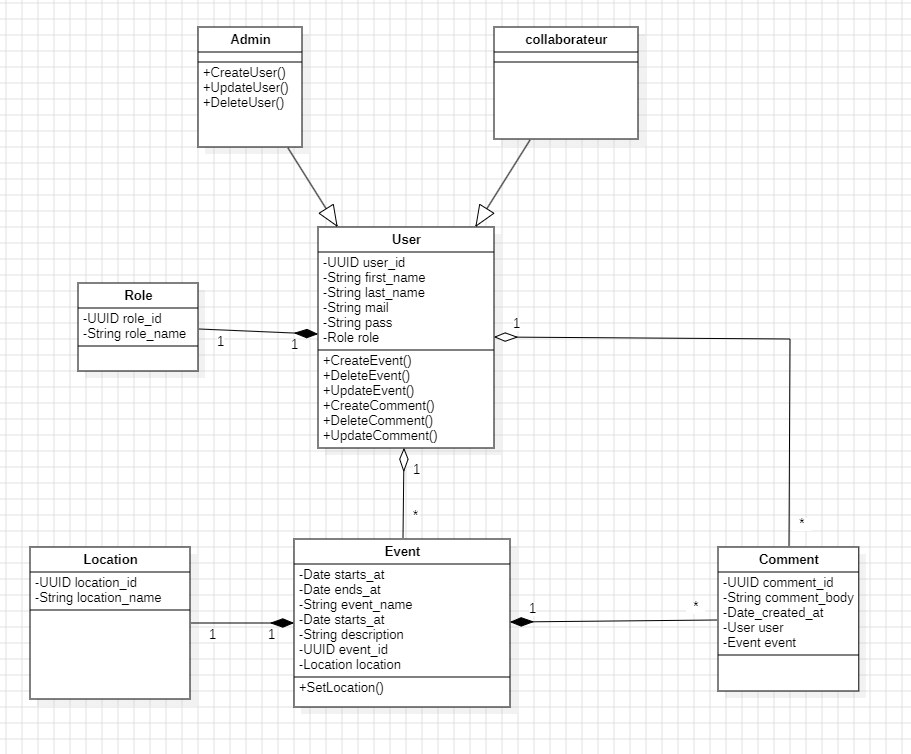 Admin
+CreateUser()
+UpdateUser()
+DeleteUser()
collaborateur
User
-UUID user_id
-String first_name
-String last_name
-String mail
-String pass
-Role role
+CreateEvent()
+DeleteEvent()
+UpdateEvent()
+CreateComment()
+DeleteComment()
+UpdateComment()
Role
-UUID role_id
-String role_name
1
1
1
1
*
*
Location
-UUID location_id
-String location_name
1
1
Event
-Date starts_at
-Date ends_at
-String event_name
-Date starts_at
-String description
-UUID event_id
-Location location
+SetLocation()
1
*
Comment
-UUID comment_id
-String comment_body
-Date_created_at
-User user
-Event event